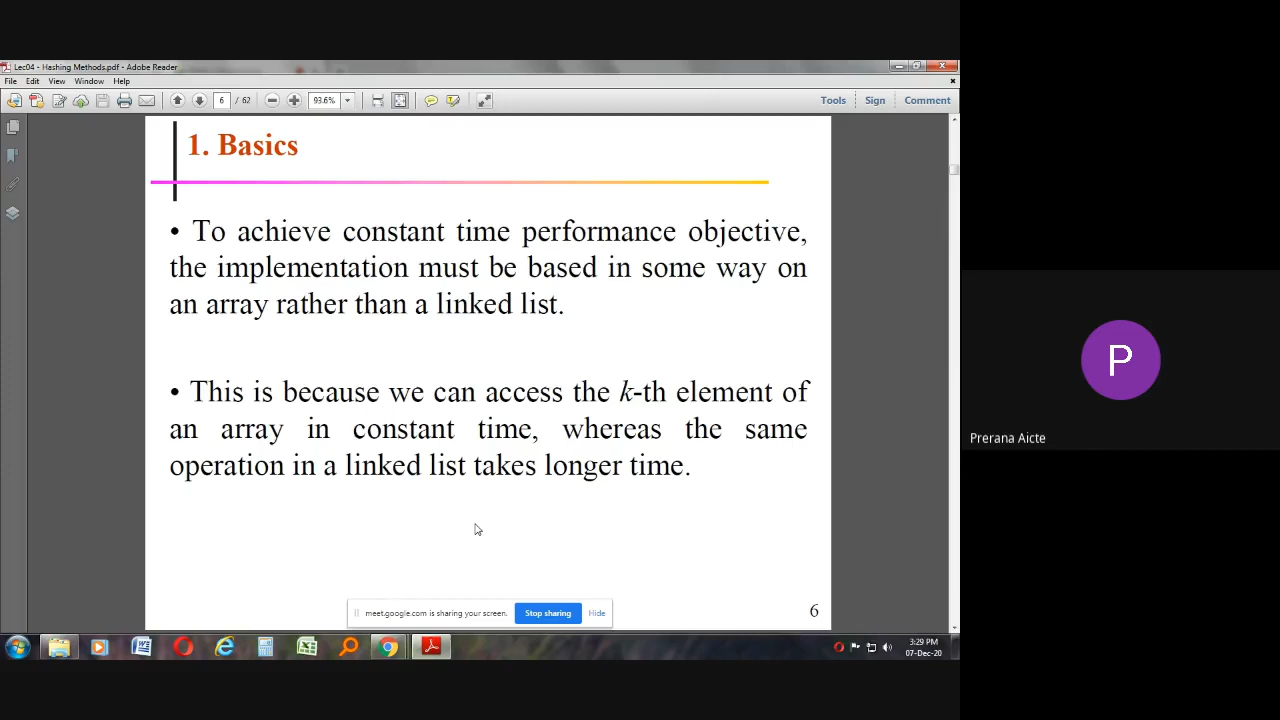 Lec04 - Hashing Methods.pdf - Adobe Reader
File Edit View Window Help
6 / 62 93.6% Tools Sign Comment
1. Basics
• To achieve constant time performance objective,
the implementation must be based in some way on
an array rather than a linked list.
• This is because we can access the k-th element of
an array in constant time, whereas the same
operation in a linked list takes longer time.
P
Prerana Aicte
meet.google.com is sharing your screen. Stop sharing Hide
6
3:29 PM
07-Dec-20